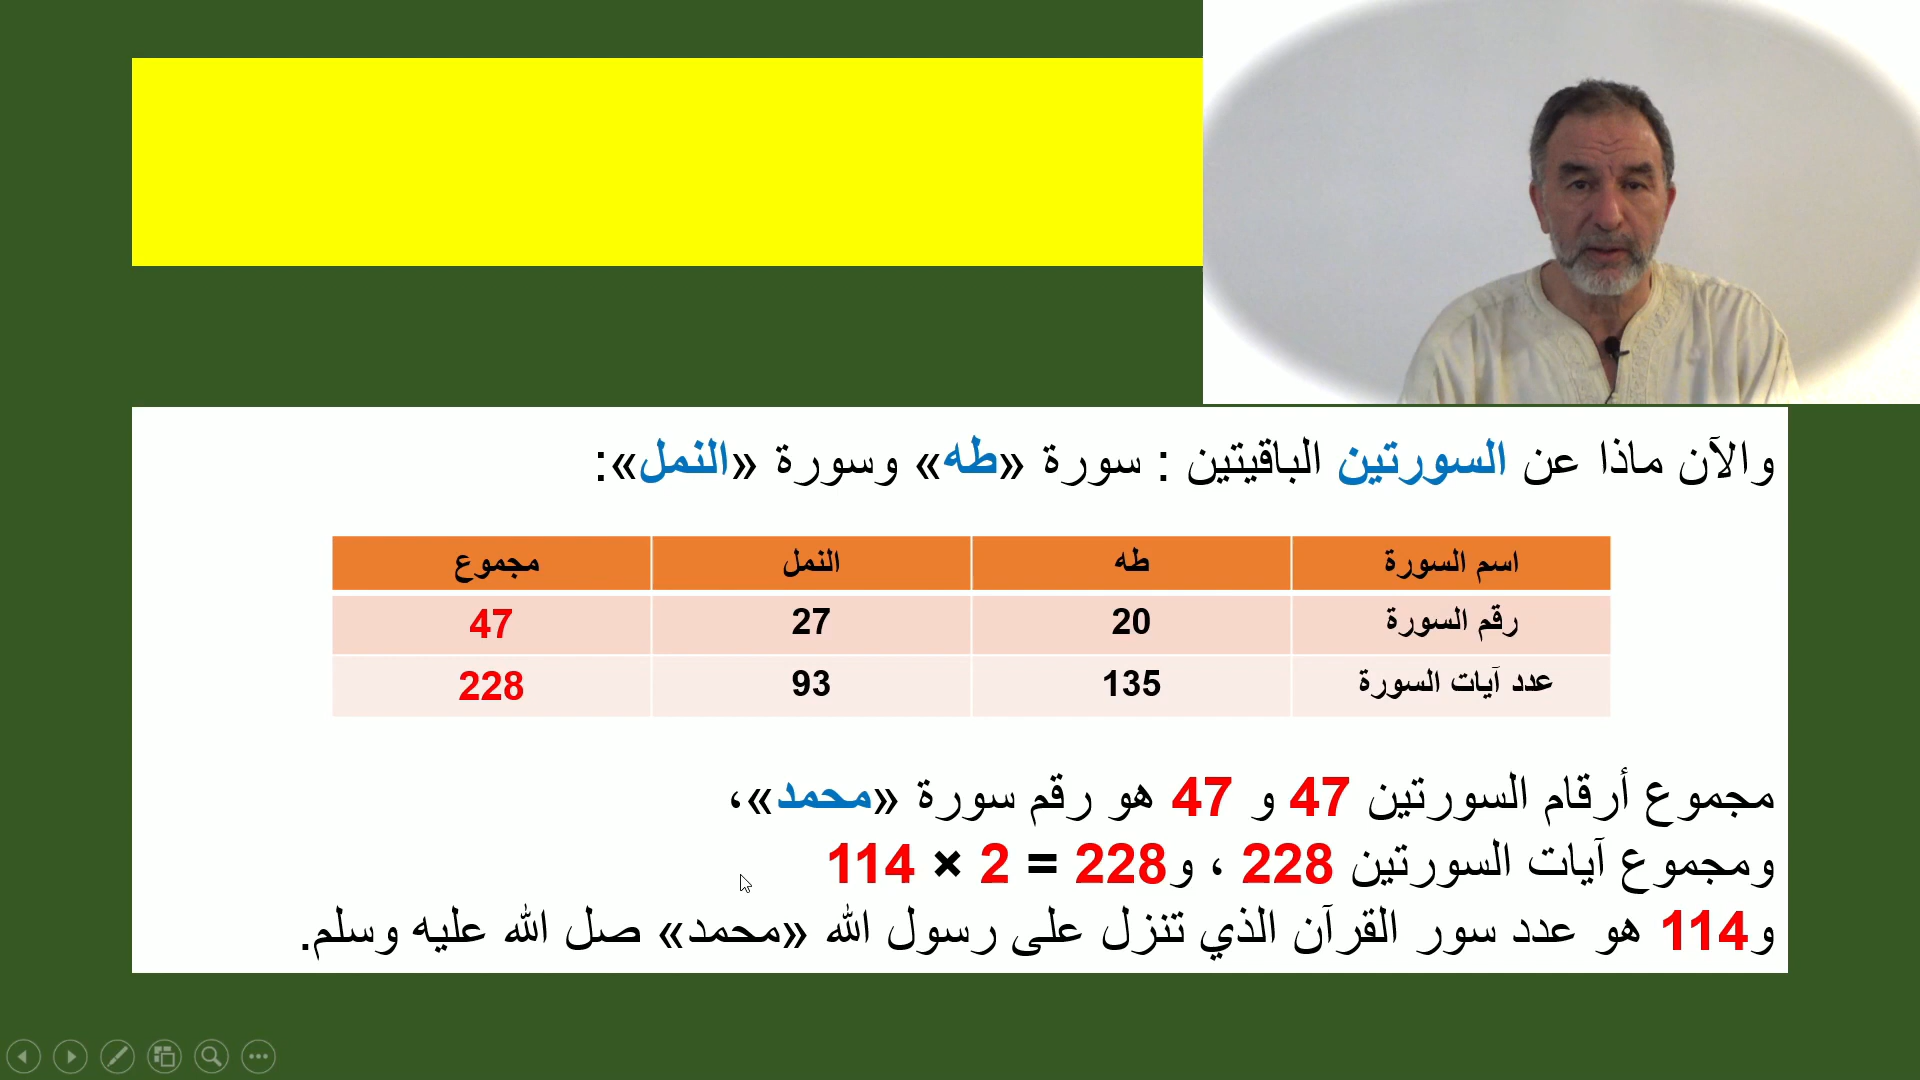 والآن ماذا عن السورتين الباقيتين : سورة «طه» وسورة «النمل»:
اسم السورة طه النمل مجموع
رقم السورة 20 27 47
عدد آيات السورة 135 93 228
مجموع أرقام السورتين 47 و 47 هو رقم سورة «محمد»،
ومجموع آيات السورتين 228 ، و228 = 2 × 114
و114 هو عدد سور القرآن الذي تنزل على رسول الله «محمد» صل الله عليه وسلم.